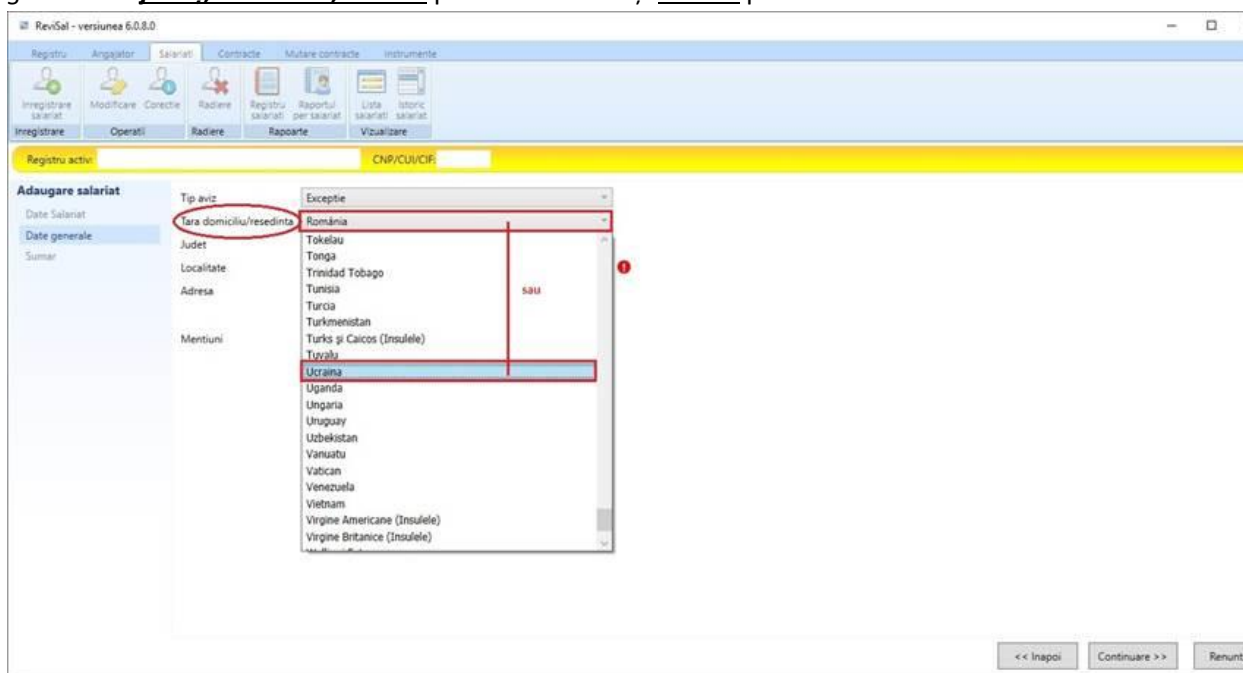 ReviSal - versiunea 6.0.8.0
Registru Angajator Salariati Contracte Mutare contracte Instrumente
Inregistrare salariat Modificare Corectie Radiere Registru salariati Raportul per salariat Lista salariati Istoric salariat
Inregistrare Operatii Radiere Rapoarte Vizualizare
Registru activ: CNP/CUI/CIF:
Adaugare salariat
Date Salariat
Date generale
Sumar
Tip aviz Exceptie
Tara domiciliu/resedinta România
Judet
Localitate
Adresa
Mentiuni
Tokelau
Tonga
Trinidad Tobago
Tunisia
sau
Turcia
Turkmenistan
Turks și Caicos (Insulele)
Tuvalu
Ucraina
Uganda
Ungaria
Uruguay
Uzbekistan
Vanuatu
Vatican
Venezuela
Vietnam
Virgine Americane (Insulele)
Virgine Britanice (Insulele)
<< Inapoi Continuare >> Renunt